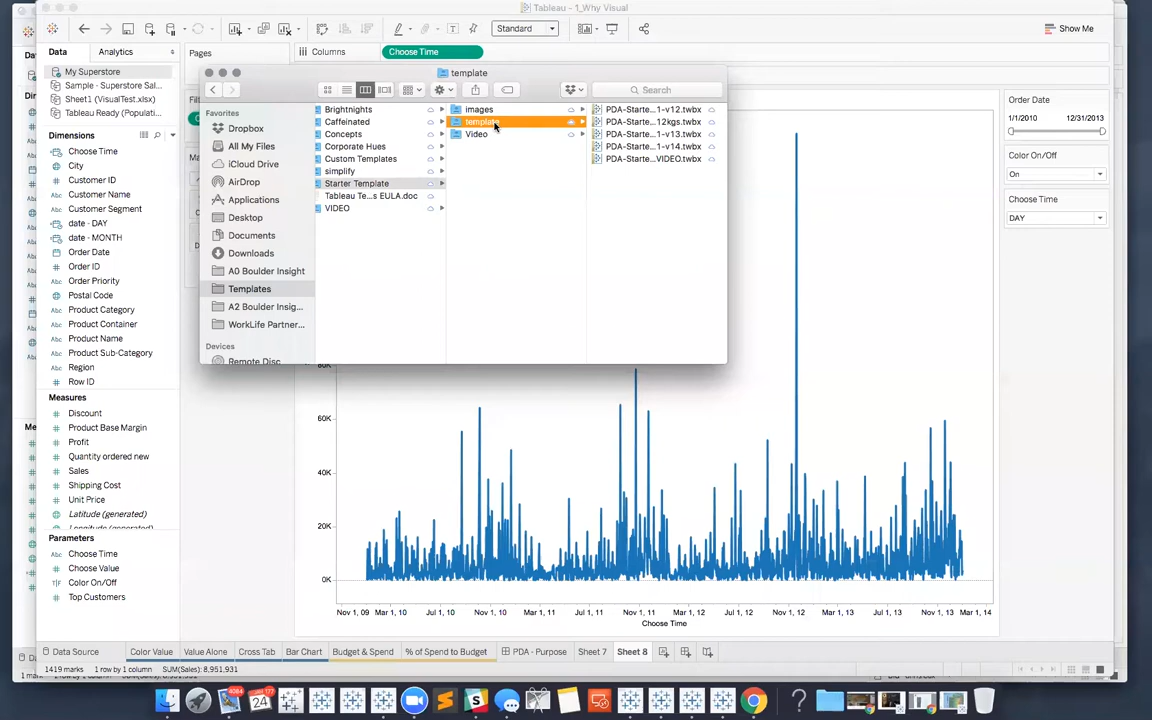 Tableau - 1_Why Visual
Standard
Show Me
Data
Analytics
Pages
Columns
Choose Time
My Superstore
Sample - Superstore Sal...
Sheet1 (VisualTest.xlsx)
Tableau Ready (Populati...
Dimensions
Choose Time
City
Customer ID
Customer Name
Customer Segment
date - DAY
date - MONTH
Order Date
Order ID
Order Priority
Postal Code
Product Category
Product Container
Product Name
Product Sub-Category
Region
Row ID
Measures
Discount
Product Base Margin
Profit
Quantity ordered new
Sales
Shipping Cost
Unit Price
Latitude (generated)
Longitude (generated)
Parameters
Choose Time
Choose Value
Color On/Off
Top Customers
template
Search
Favorites
Dropbox
All My Files
iCloud Drive
AirDrop
Applications
Desktop
Documents
Downloads
A0 Boulder Insight
Templates
A2 Boulder Insig...
WorkLife Partner...
Devices
Remote Disc
Brightnights
Caffeinated
Concepts
Corporate Hues
Custom Templates
simplify
Starter Template
Tableau Te...s EULA.doc
VIDEO
images
template
Video
PDA-Starte...1-v12.twbx
PDA-Starte...12kgs.twbx
PDA-Starte...1-v13.twbx
PDA-Starte...1-v14.twbx
PDA-Starte...VIDEO.twbx
Order Date
1/1/2010 12/31/2013
Color On/Off
On
Choose Time
DAY
80K
60K
40K
20K
0K
Nov 1, 09 Mar 1, 10 Jul 1, 10 Nov 1, 10 Mar 1, 11 Jul 1, 11 Nov 1, 11 Mar 1, 12 Jul 1, 12 Nov 1, 12 Mar 1, 13 Jul 1, 13 Nov 1, 13 Mar 1, 14
Choose Time
Data Source Color Value Value Alone Cross Tab Bar Chart Budget & Spend % of Spend to Budget PDA - Purpose Sheet 7 Sheet 8
1419 marks 1 row by 1 column SUM(Sales): 8,951,931